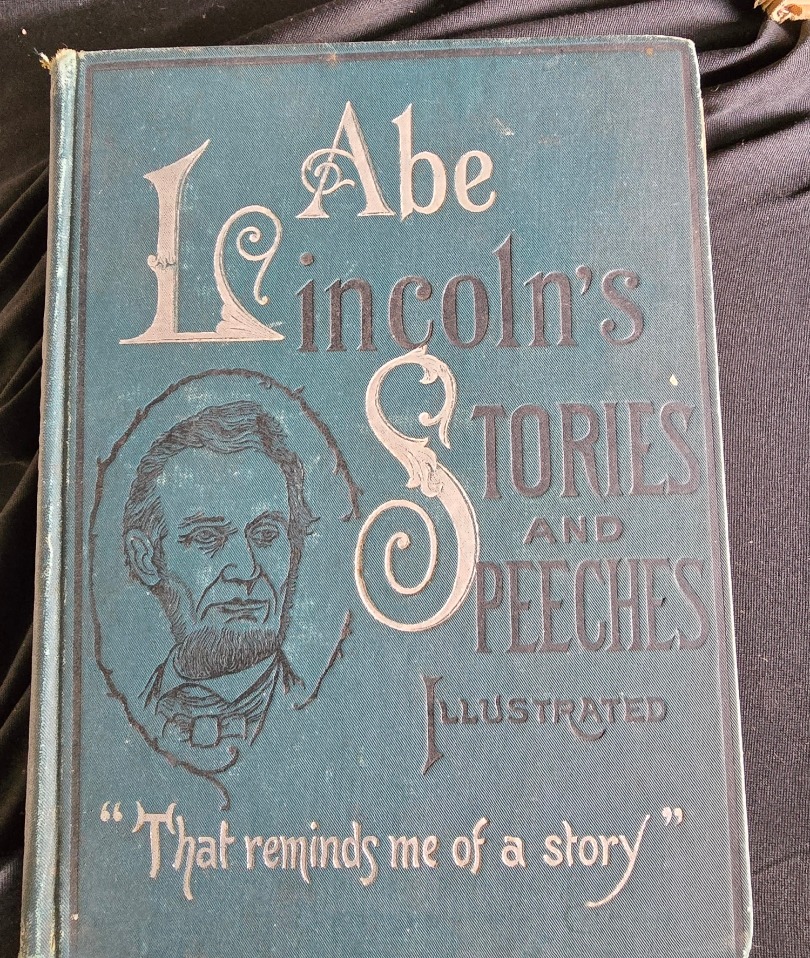 Abe
Lincoln's
STORIES
AND
SPEECHES
ILLUSTRATED
"That reminds me of a story"